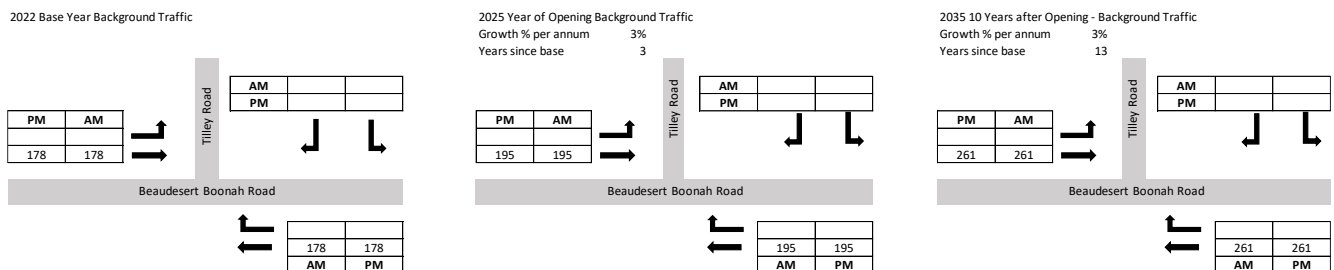 2022 Base Year Background Traffic
Tilley Road
AM
PM
PM AM
178 178
Beaudesert Boonah Road
178 178
AM PM
2025 Year of Opening Background Traffic
Growth % per annum 3%
Years since base 3
Tilley Road
AM
PM
PM AM
195 195
Beaudesert Boonah Road
195 195
AM PM
2035 10 Years after Opening - Background Traffic
Growth % per annum 3%
Years since base 13
Tilley Road
AM
PM
PM AM
261 261
Beaudesert Boonah Road
261 261
AM PM